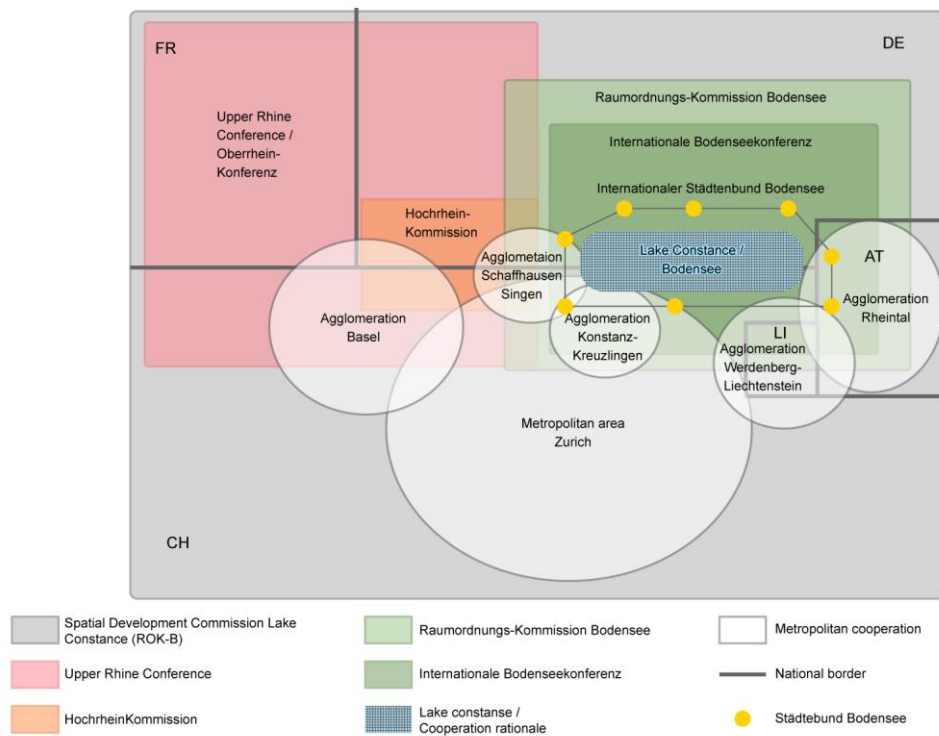 FR
DE
Upper Rhine
Conference /
Oberrhein-
Konferenz
Raumordnungs-Kommission Bodensee
Internationale Bodenseekonferenz
Internationaler Städtenbund Bodensee
Hochrhein-
Kommission
Lake Constance /
Bodensee
Agglometaion
Schaffhausen
Singen
AT
Agglomeration
Rheintal
Agglomeration
Basel
Agglomeration
Konstanz-
Kreuzlingen
LI
Agglomeration
Werdenberg-
Liechtenstein
Metropolitan area
Zurich
CH
Spatial Development Commission Lake
Constance (ROK-B)
Upper Rhine Conference
HochrheinKommission
Raumordnungs-Kommission Bodensee
Internationale Bodenseekonferenz
Lake constanse /
Cooperation rationale
Metropolitan cooperation
National border
Städtebund Bodensee